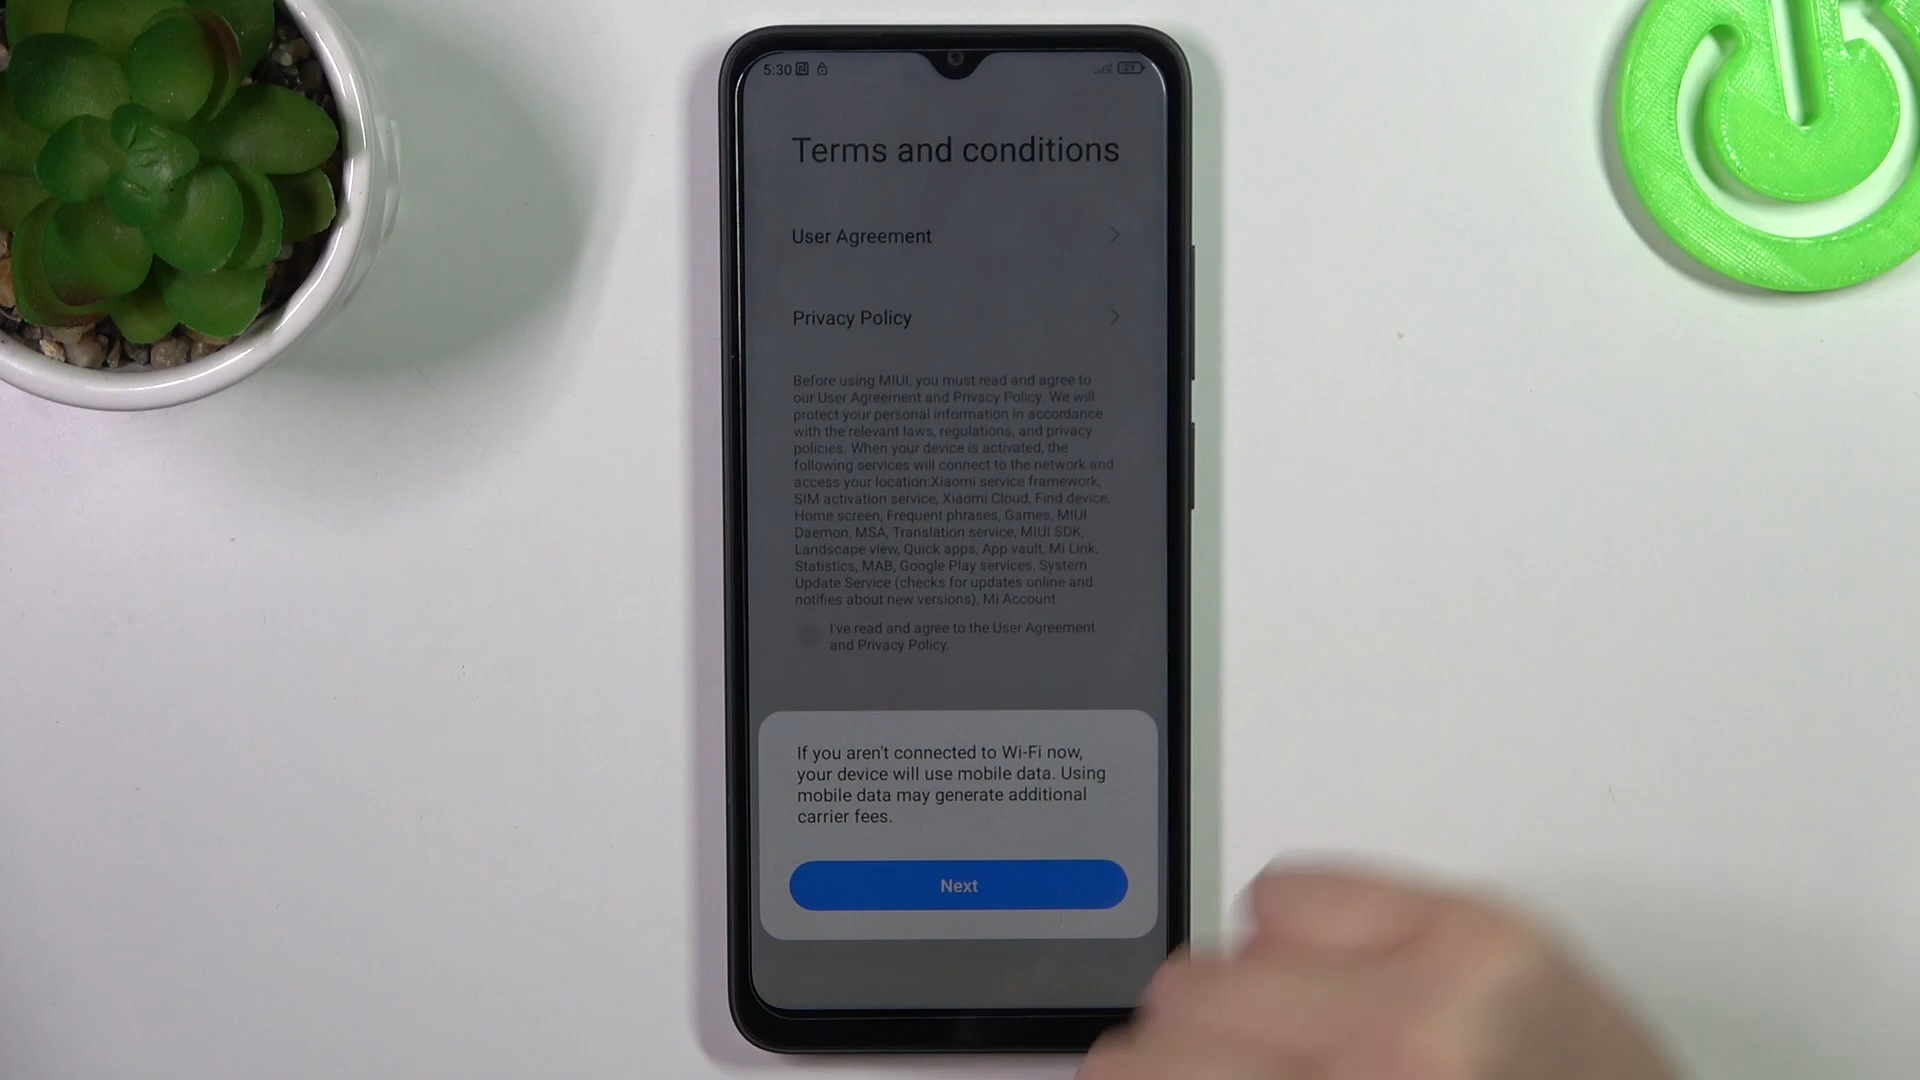 5:30
Terms and conditions
User Agreement
Privacy Policy
Before using MIUI, you must read and agree to
our User Agreement and Privacy Policy. We will
protect your personal information in accordance
with the relevant laws, regulations, and privacy
policies. When your device is activated, the
following services will connect to the network and
access your location:Xiaomi service framework,
SIM activation service, Xiaomi Cloud, Find device,
Home screen, Frequent phrases, Games, MIUI
Daemon, MSA, Translation service, MIUI SDK,
Landscape view, Quick apps, App vault, Mi Link,
Statistics, MAB, Google Play services, System
Update Service (checks for updates online and
notifies about new versions), Mi Account.
I've read and agree to the User Agreement
and Privacy Policy.
If you aren't connected to Wi-Fi now,
your device will use mobile data. Using
mobile data may generate additional
carrier fees.
Next